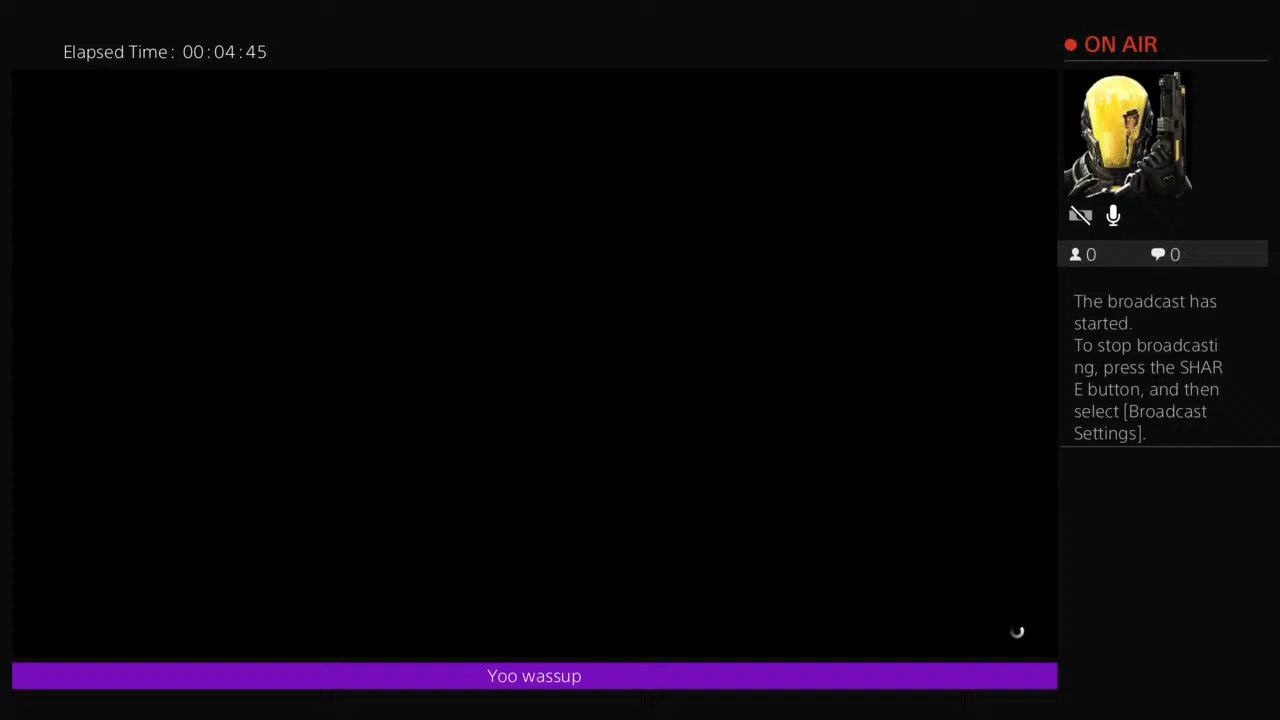 Elapsed Time: 00:04:45
ON AIR
0 0
The broadcast has
started.
To stop broadcasti
ng, press the SHAR
E button, and then
select [Broadcast
Settings].
Yoo wassup